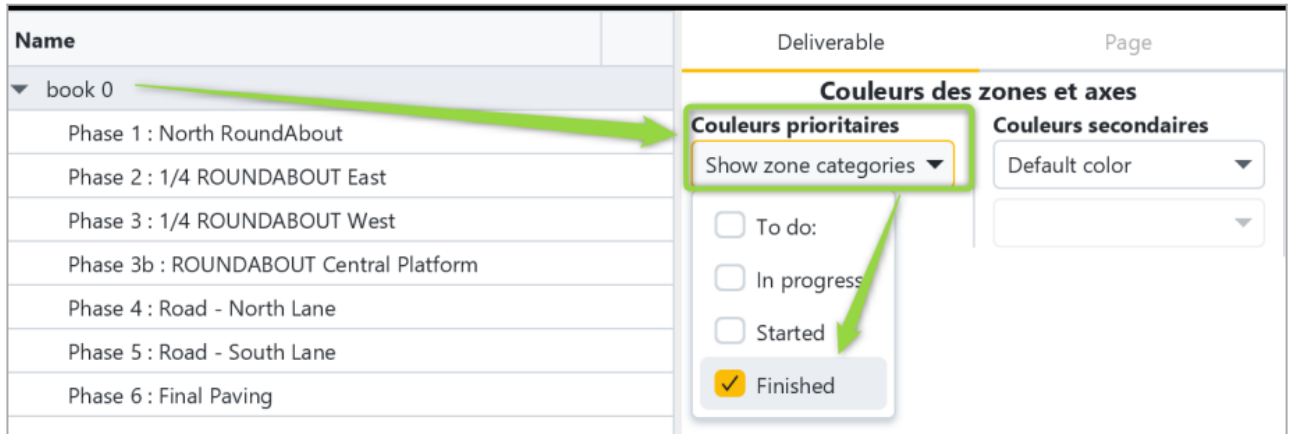 Name
book 0
Phase 1 : North RoundAbout
Phase 2 : 1/4 ROUNDABOUT East
Phase 3 : 1/4 ROUNDABOUT West
Phase 3b : ROUNDABOUT Central Platform
Phase 4 : Road - North Lane
Phase 5 : Road - South Lane
Phase 6 : Final Paving
Deliverable
Page
Couleurs des zones et axes
Couleurs prioritaires
Couleurs secondaires
Show zone categories
Default color
To do:
In progress
Started
Finished